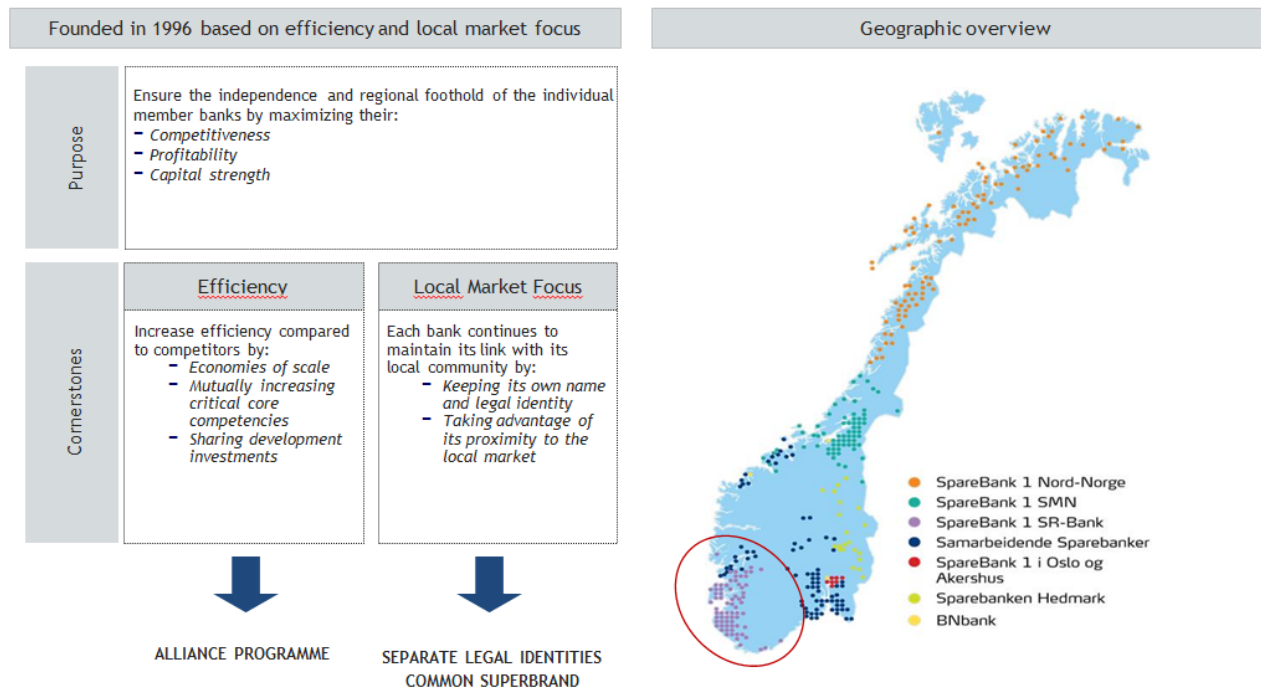 Founded in 1996 based on efficiency and local market focus
Geographic overview
Purpose
Ensure the independence and regional foothold of the individual
member banks by maximizing their:
– Competitiveness
– Profitability
– Capital strength
Cornerstones
Efficiency
Increase efficiency compared
to competitors by:
– Economies of scale
– Mutually increasing
critical core
competencies
– Sharing development
investments
Local Market Focus
Each bank continues to
maintain its link with its
local community by:
– Keeping its own name
and legal identity
– Taking advantage of
its proximity to the
local market
ALLIANCE PROGRAMME
SEPARATE LEGAL IDENTITIES
COMMON SUPERBRAND
SpareBank 1 Nord-Norge
SpareBank 1 SMN
SpareBank 1 SR-Bank
Samarbeidende Sparebanker
SpareBank 1 i Oslo og
Akershus
Sparebanken Hedmark
BNbank